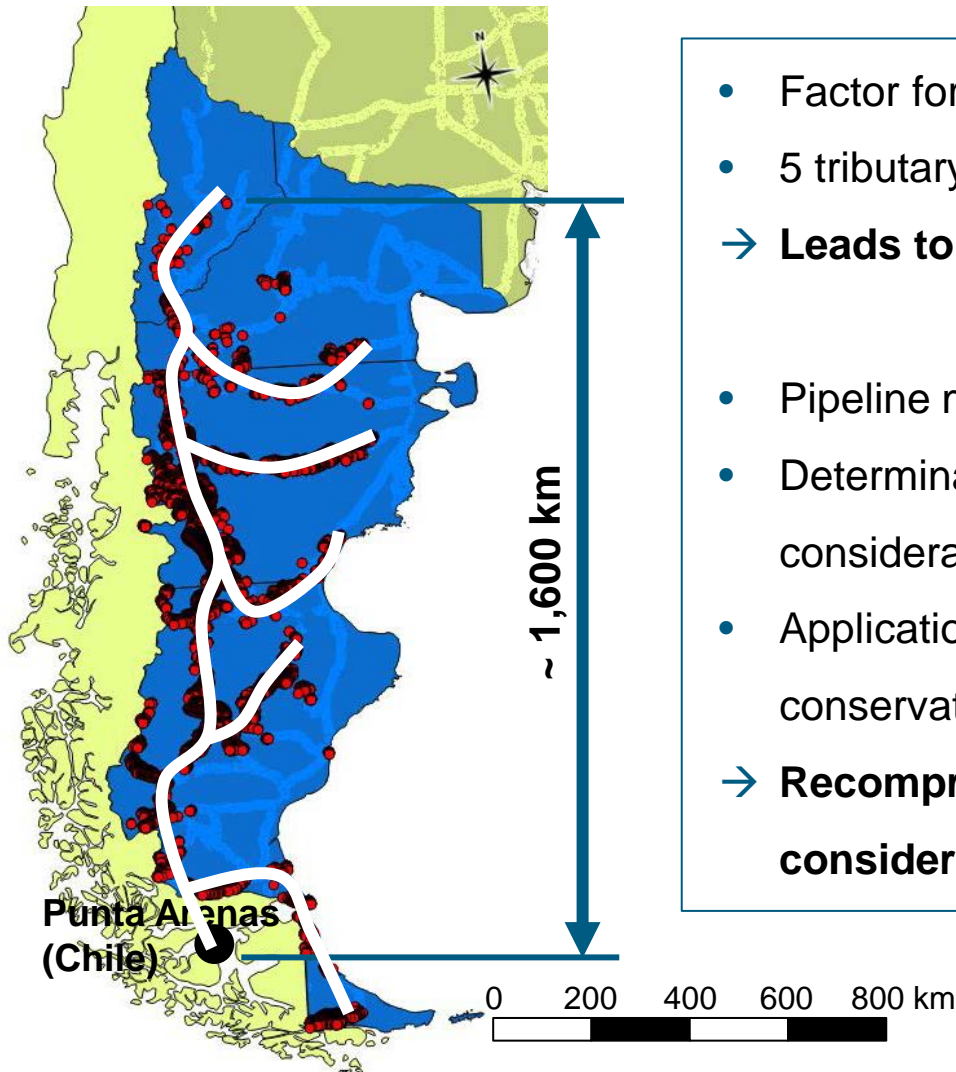 N
~ 1,600 km
Punta Arenas
(Chile)
0 200 400 600 800 km
• Factor for
• 5 tributary
→ Leads to
• Pipeline
• Determina
considera
• Applicatio
conservat
→ Recompr
consider